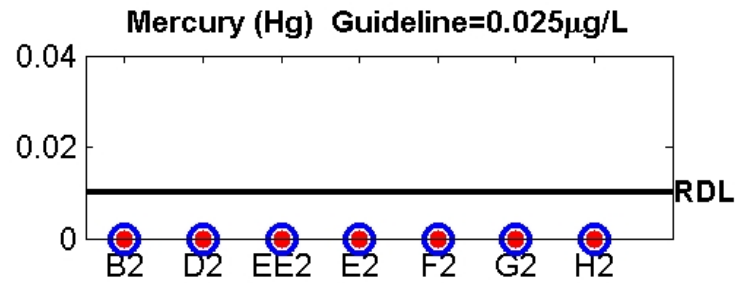 Mercury (Hg) Guideline=0.025µg/L
0.04
0.02
RDL
0
B2 D2 EE2 E2 F2 G2 H2